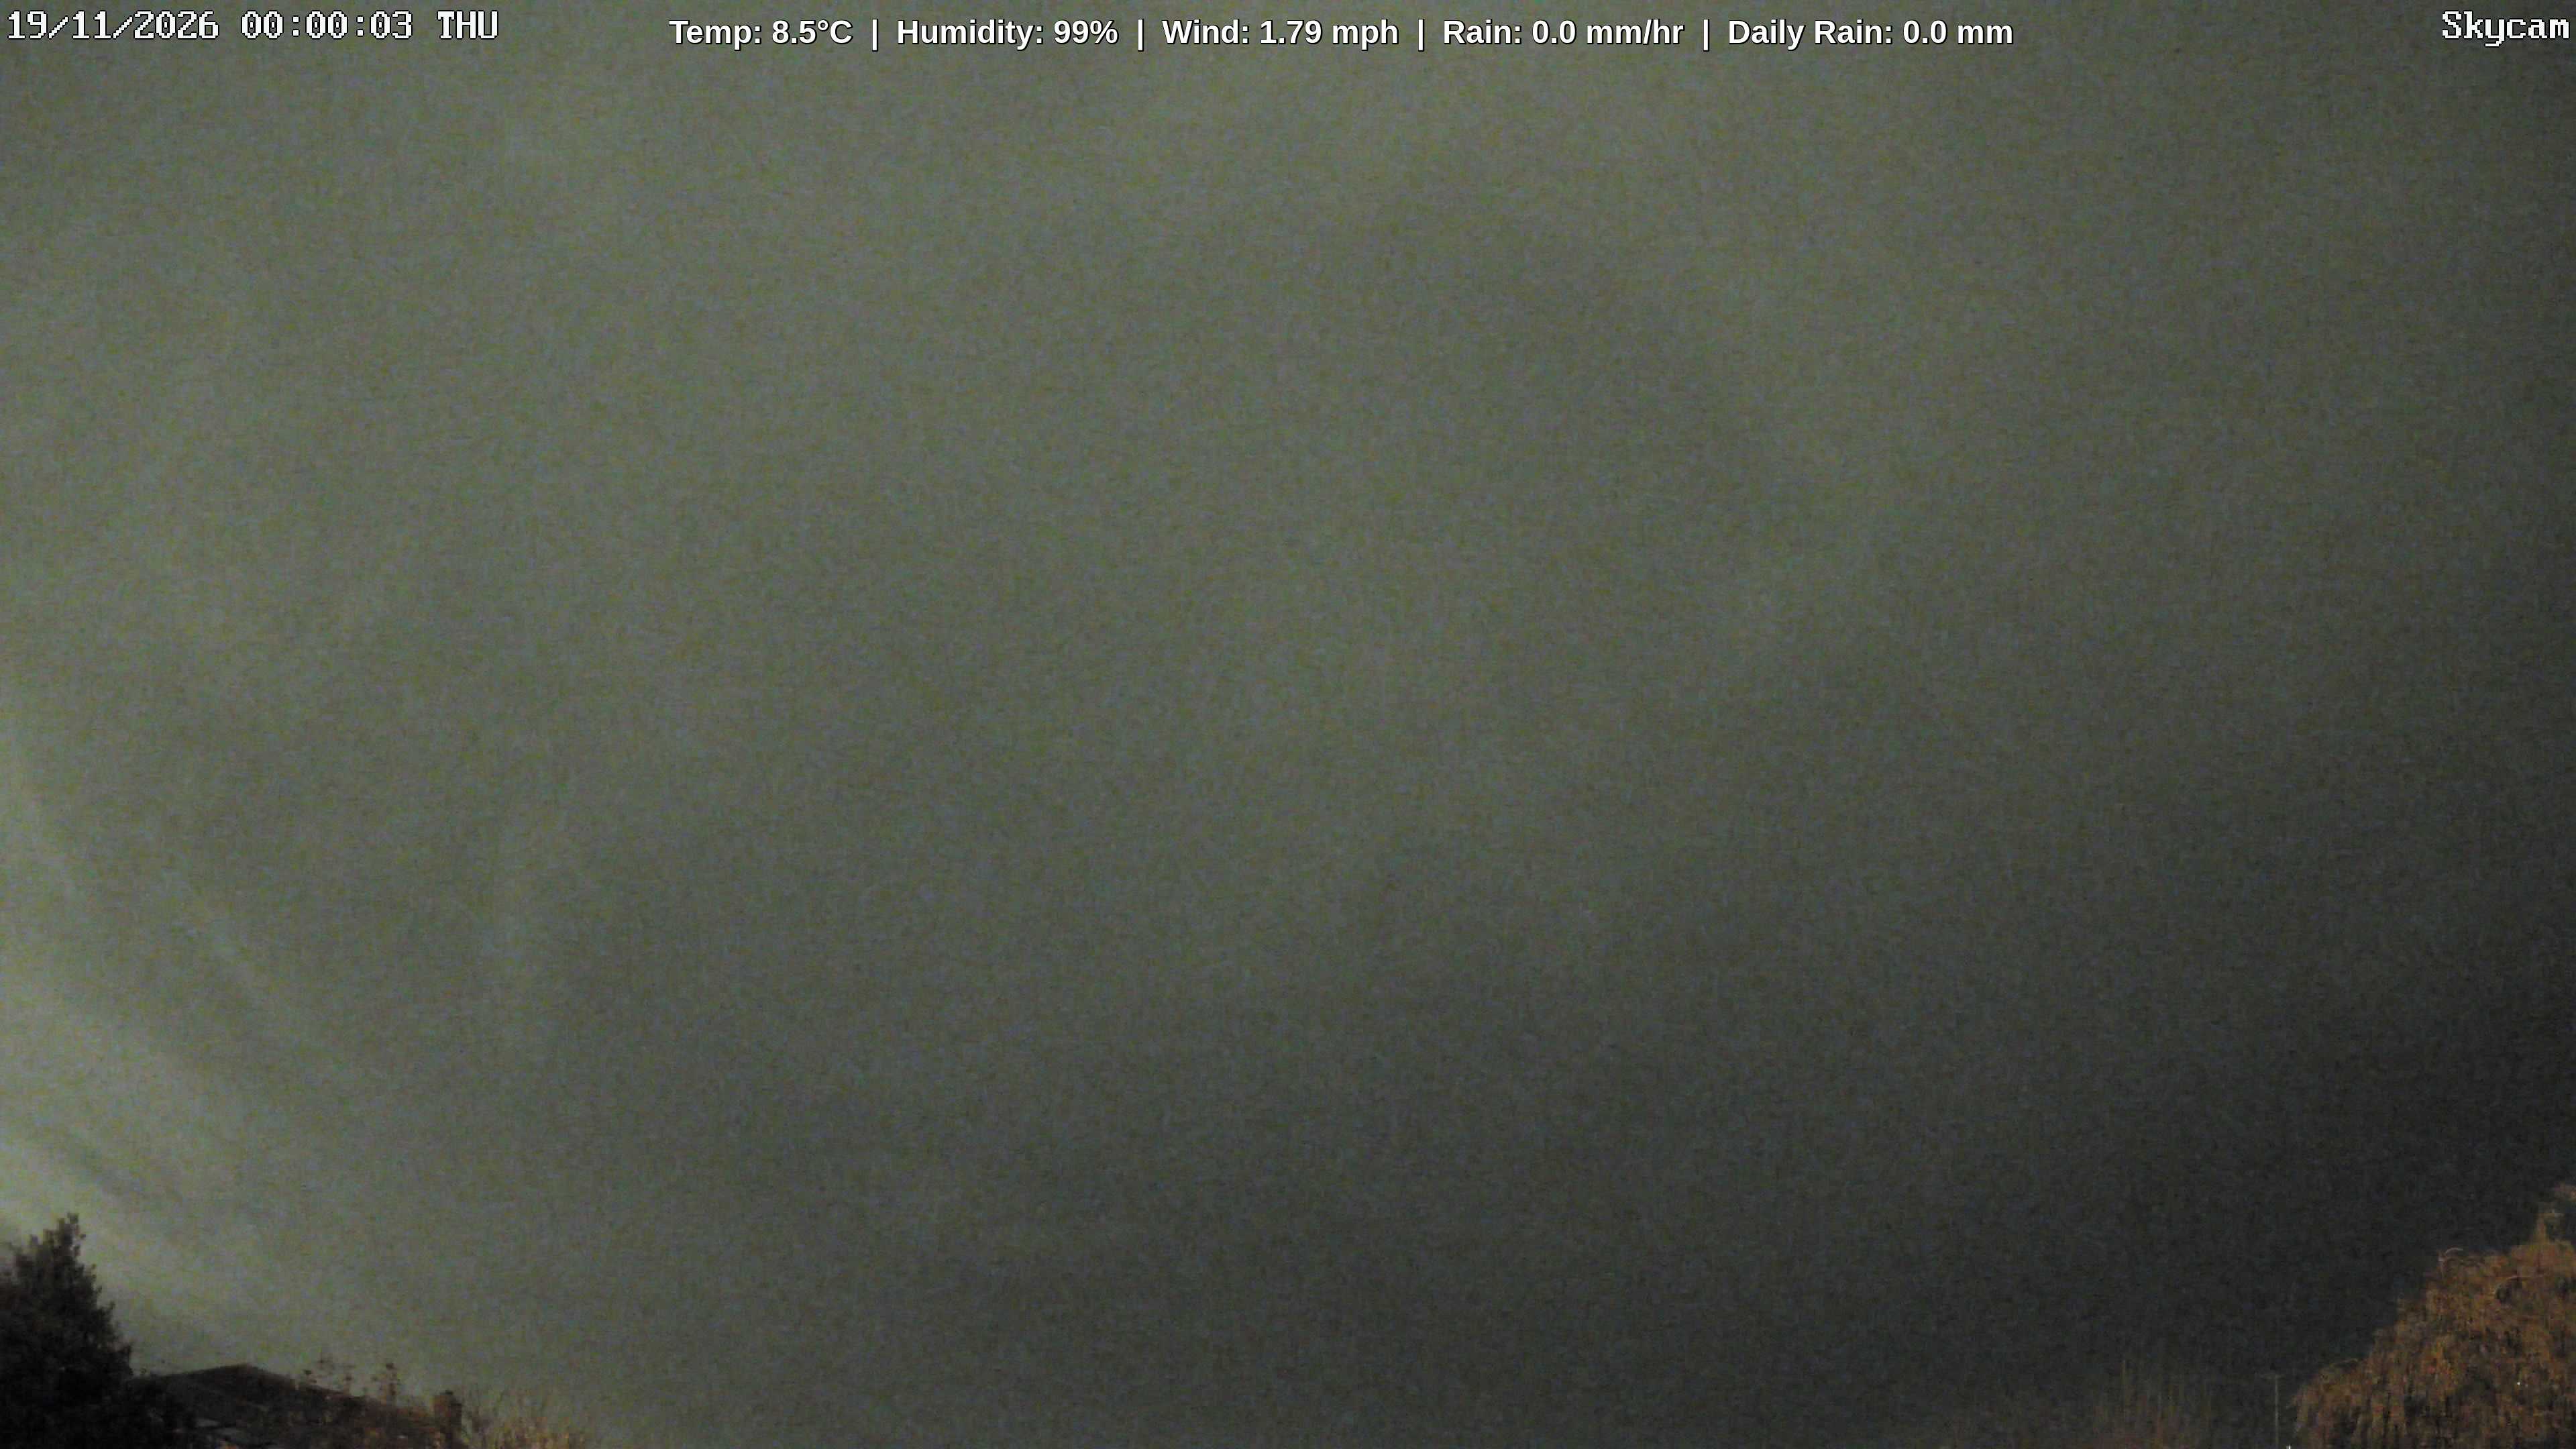 19/11/2026 00:00:03 THU
Temp: 8.5°C | Humidity: 99% | Wind: 1.79 mph | Rain: 0.0 mm/hr | Daily Rain: 0.0 mm
Skycam